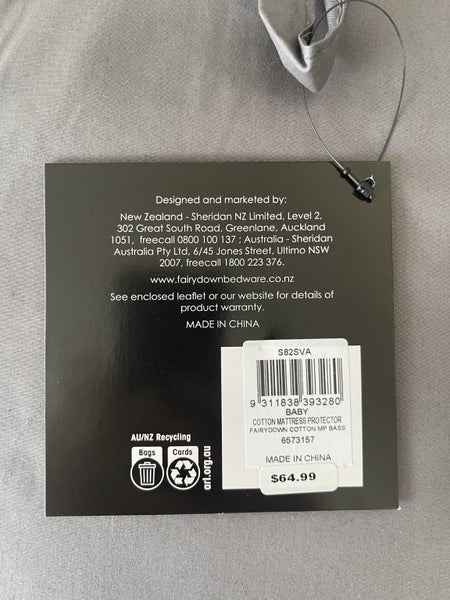 Designed and marketed by:
New Zealand - Sheridan NZ Limited, Level 2,
302 Great South Road, Greenlane, Auckland
1051, freecall 0800 100 137 ; Australia - Sheridan
Australia Pty Ltd, 6/45 Jones Street, Ultimo NSW
2007, freecall 1800 223 376.
www.fairydownbedware.co.nz
See enclosed leaflet or our website for details of
product warranty.
MADE IN CHINA
S82SVA
9 311838 393280
BABY
COTTON MATTRESS PROTECTOR
FAIRYDOWN COTTON MP BASS
6573157
MADE IN CHINA
$64.99
AU/NZ Recycling
Bags
Cards
arl.org.au